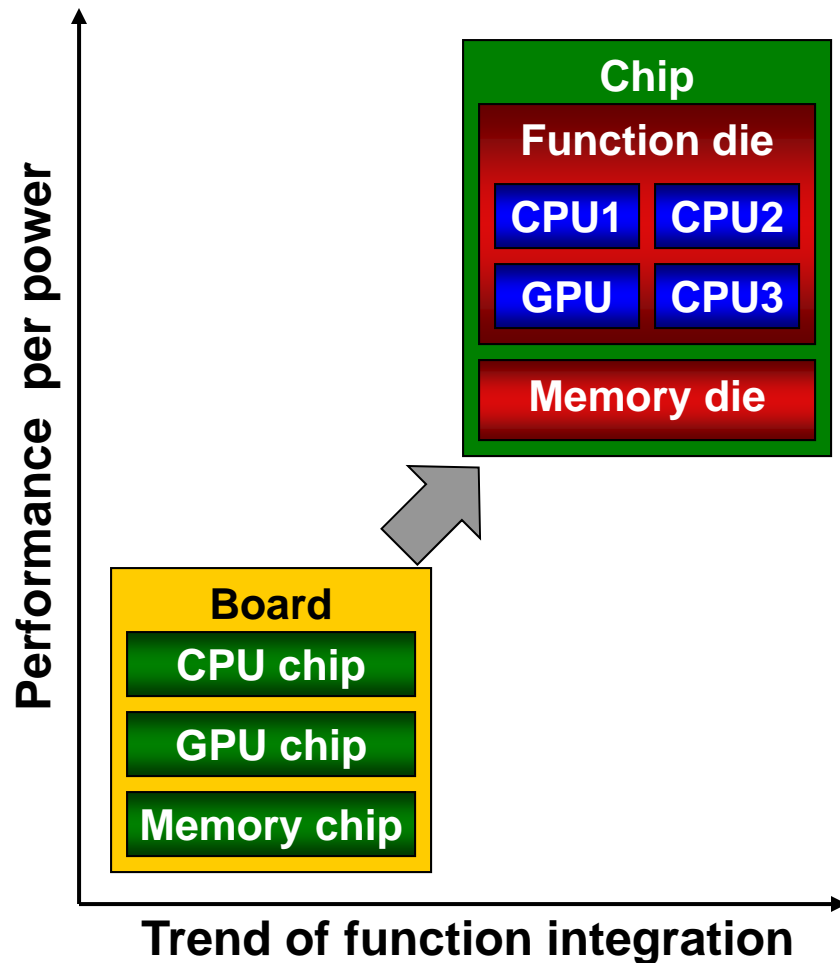 Performance per power
Chip
Function die
CPU1 CPU2
GPU CPU3
Memory die
Board
CPU chip
GPU chip
Memory chip
Trend of function integration